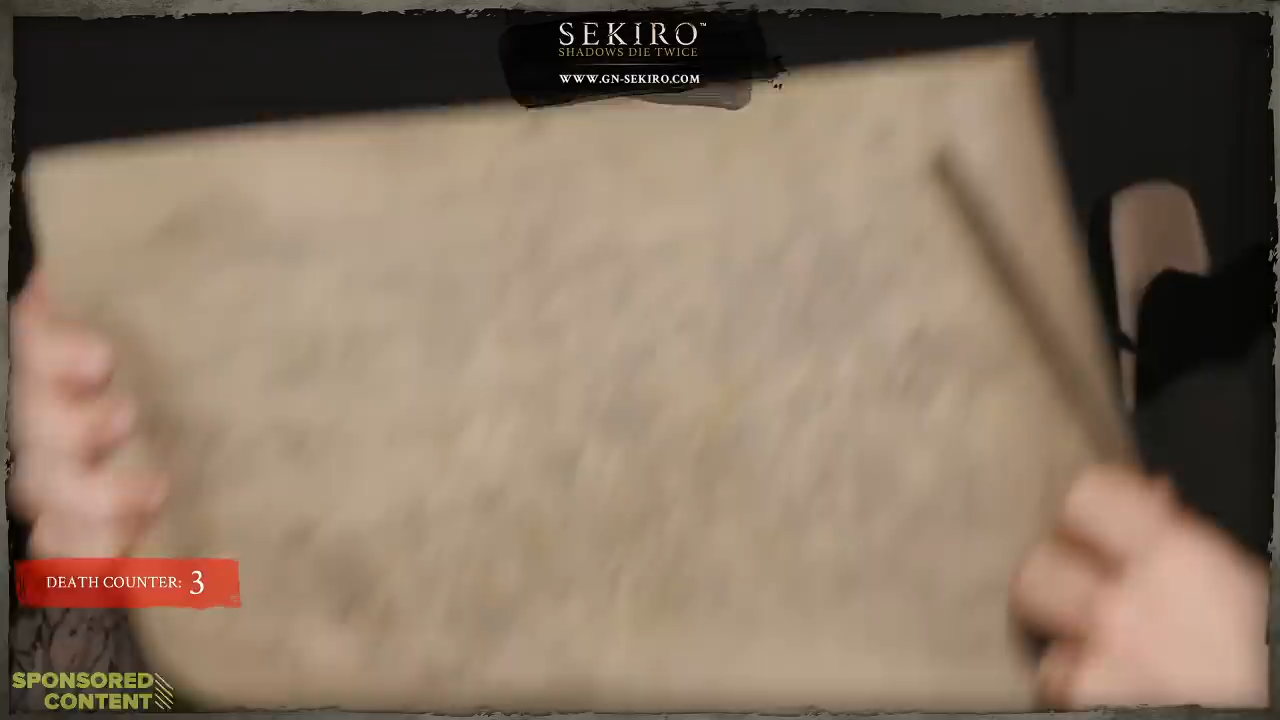 SEKIRO™
SHADOWS DIE TWICE
WWW.GN-SEKIRO.COM
DEATH COUNTER: 3
SPONSORED
CONTENT